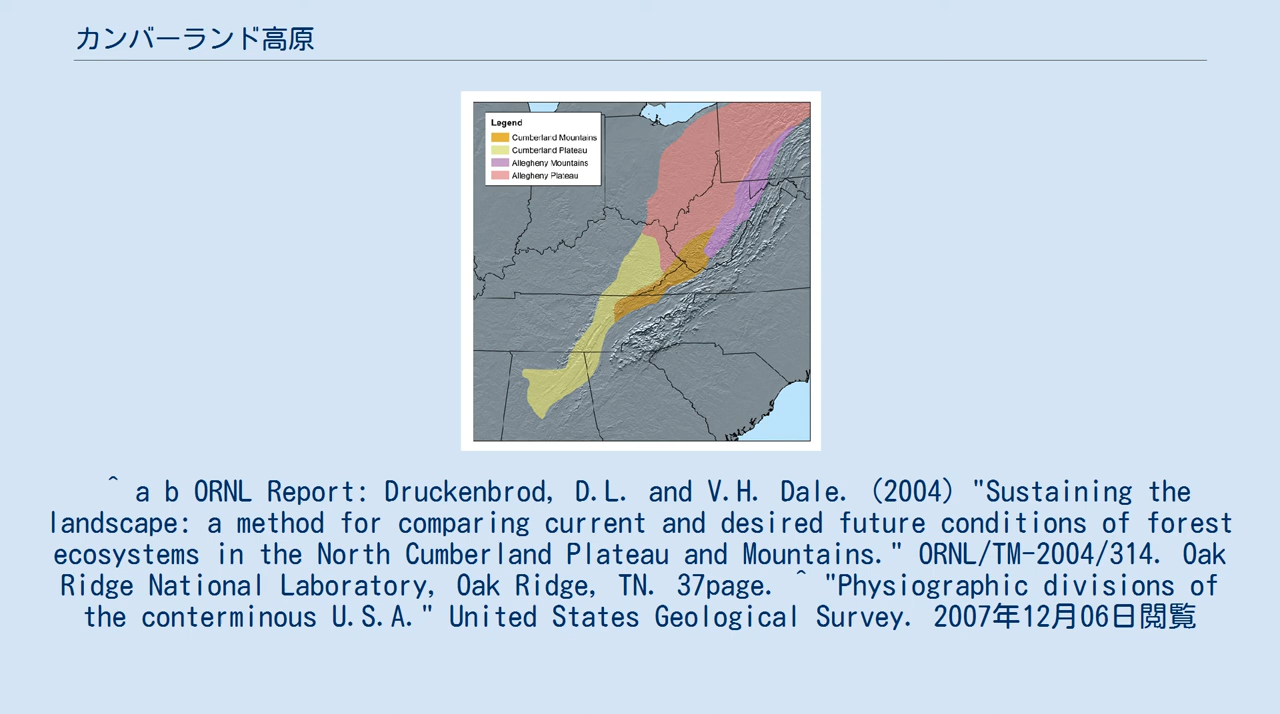 カンバーランド高原
Legend
Cumberland Mountains
Cumberland Plateau
Allegheny Mountains
Allegheny Plateau
^ a b ORNL Report: Druckenbrod, D.L. and V.H. Dale. (2004) "Sustaining the
landscape: a method for comparing current and desired future conditions of forest
ecosystems in the North Cumberland Plateau and Mountains." ORNL/TM-2004/314. Oak
Ridge National Laboratory, Oak Ridge, TN. 37page. ^ "Physiographic divisions of
the conterminous U.S.A." United States Geological Survey. 2007年12月06日閲覧